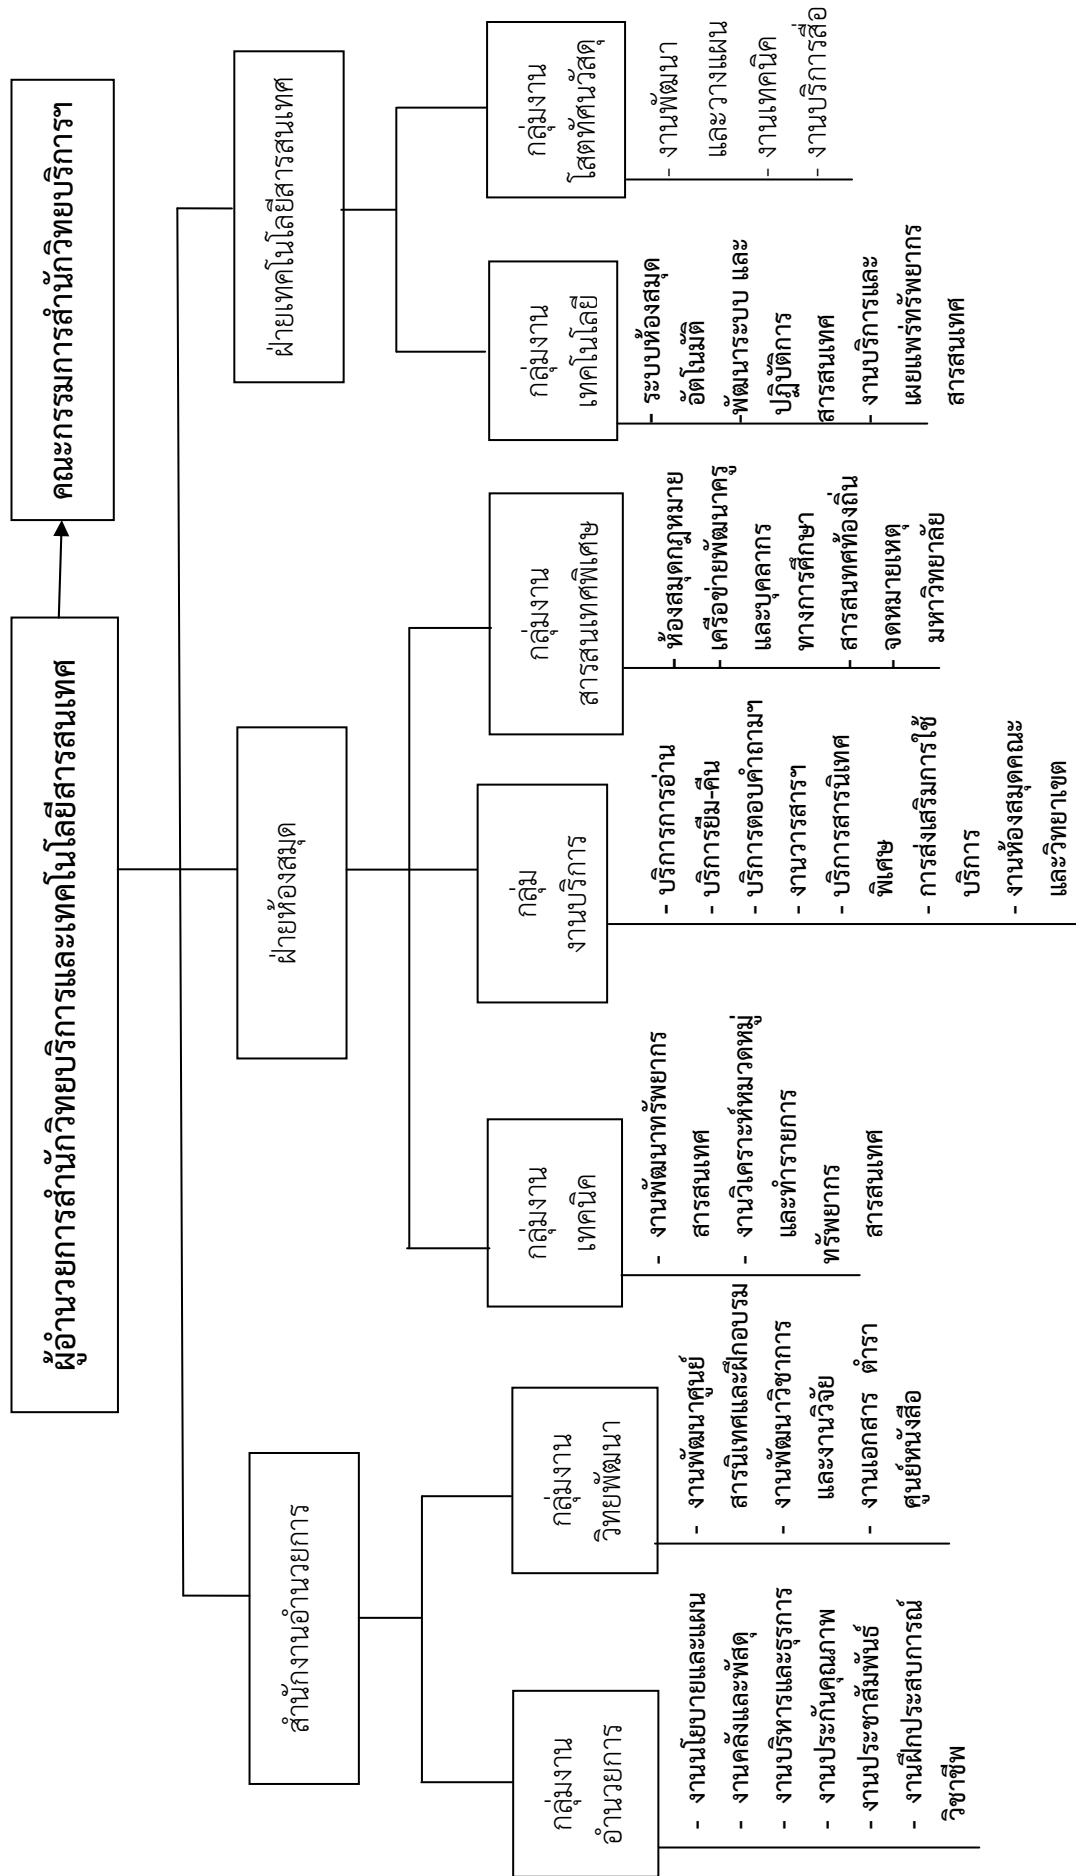 ผู้อำนวยการสำนักวิทยบริการและเทคโนโลยีสารสนเทศ
คณะกรรมการสำนักวิทยบริการฯ
สำนักงานอำนวยการ
ฝ่ายห้องสมุด
ฝ่ายเทคโนโลยีสารสนเทศ
กลุ่มงาน
อำนวยการ
- งานนโยบายและแผน
- งานคลังและพัสดุ
- งานบริหารและธุรการ
- งานประกันคุณภาพ
- งานประชาสัมพันธ์
- งานฝึกประสบการณ์
วิชาชีพ
กลุ่มงาน
วิทยพัฒนา
- งานพัฒนาศูนย์
สารนิเทศและฝึกอบรม
- งานพัฒนาวิชาการ
และงานวิจัย
- งานเอกสาร ตำรา
ศูนย์หนังสือ
กลุ่มงาน
เทคนิค
- งานพัฒนาทรัพยากร
สารสนเทศ
- งานวิเคราะห์หมวดหมู่
และทำรายการ
ทรัพยากร
สารสนเทศ
กลุ่ม
งานบริการ
- บริการการอ่าน
- บริการยืม-คืน
- บริการตอบคำถามฯ
- งานวารสารฯ
- บริการสารนิเทศ
พิเศษ
- การส่งเสริมการใช้
บริการ
- งานห้องสมุดคณะ
และวิทยาเขต
กลุ่มงาน
สารสนเทศพิเศษ
- ห้องสมุดกฎหมาย
- เครือข่ายพัฒนาครู
และบุคลากร
ทางการศึกษา
- สารสนทศท้องถิ่น
- จดหมายเหตุ
มหาวิทยาลัย
กลุ่มงาน
เทคโนโลยี
- ระบบห้องสมุด
อัตโนมัติ
- พัฒนาระบบ และ
ปฏิบัติการ
สารสนเทศ
- งานบริการและ
เผยแพร่ทรัพยากร
สารสนเทศ
กลุ่มงาน
โสตทัศนวัสดุ
- งานพัฒนา
และวางแผน
- งานเทคนิค
- งานบริการสื่อ